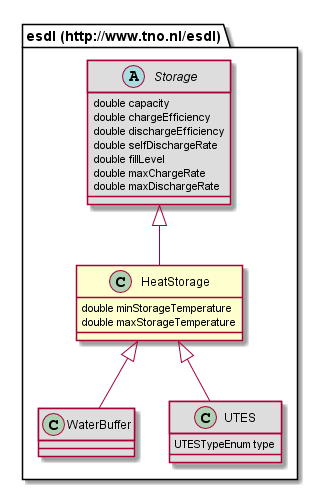 esdl (http://www.tno.nl/esdl)
A Storage
double capacity
double chargeEfficiency
double dischargeEfficiency
double selfDischargeRate
double fillLevel
double maxChargeRate
double maxDischargeRate
C HeatStorage
double minStorageTemperature
double maxStorageTemperature
C WaterBuffer
C UTES
UTESTypeEnum type